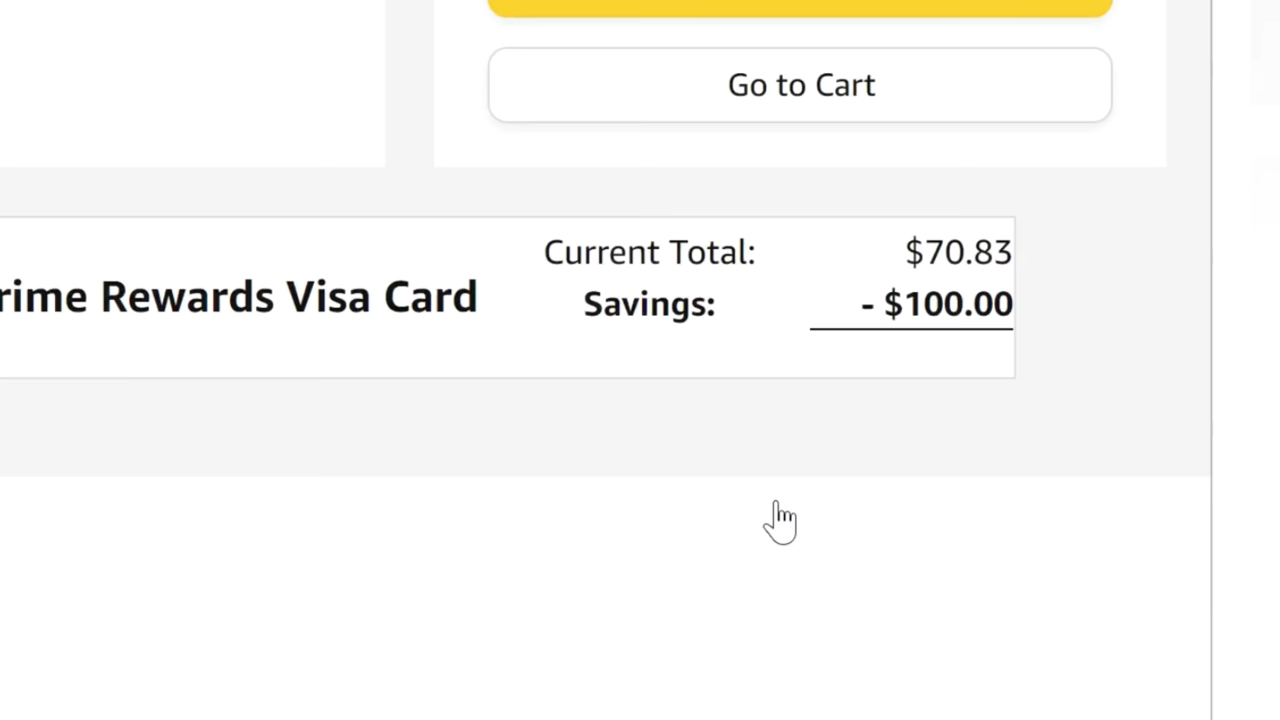 Go to Cart
Current Total: $70.83
rime Rewards Visa Card
Savings: - $100.00